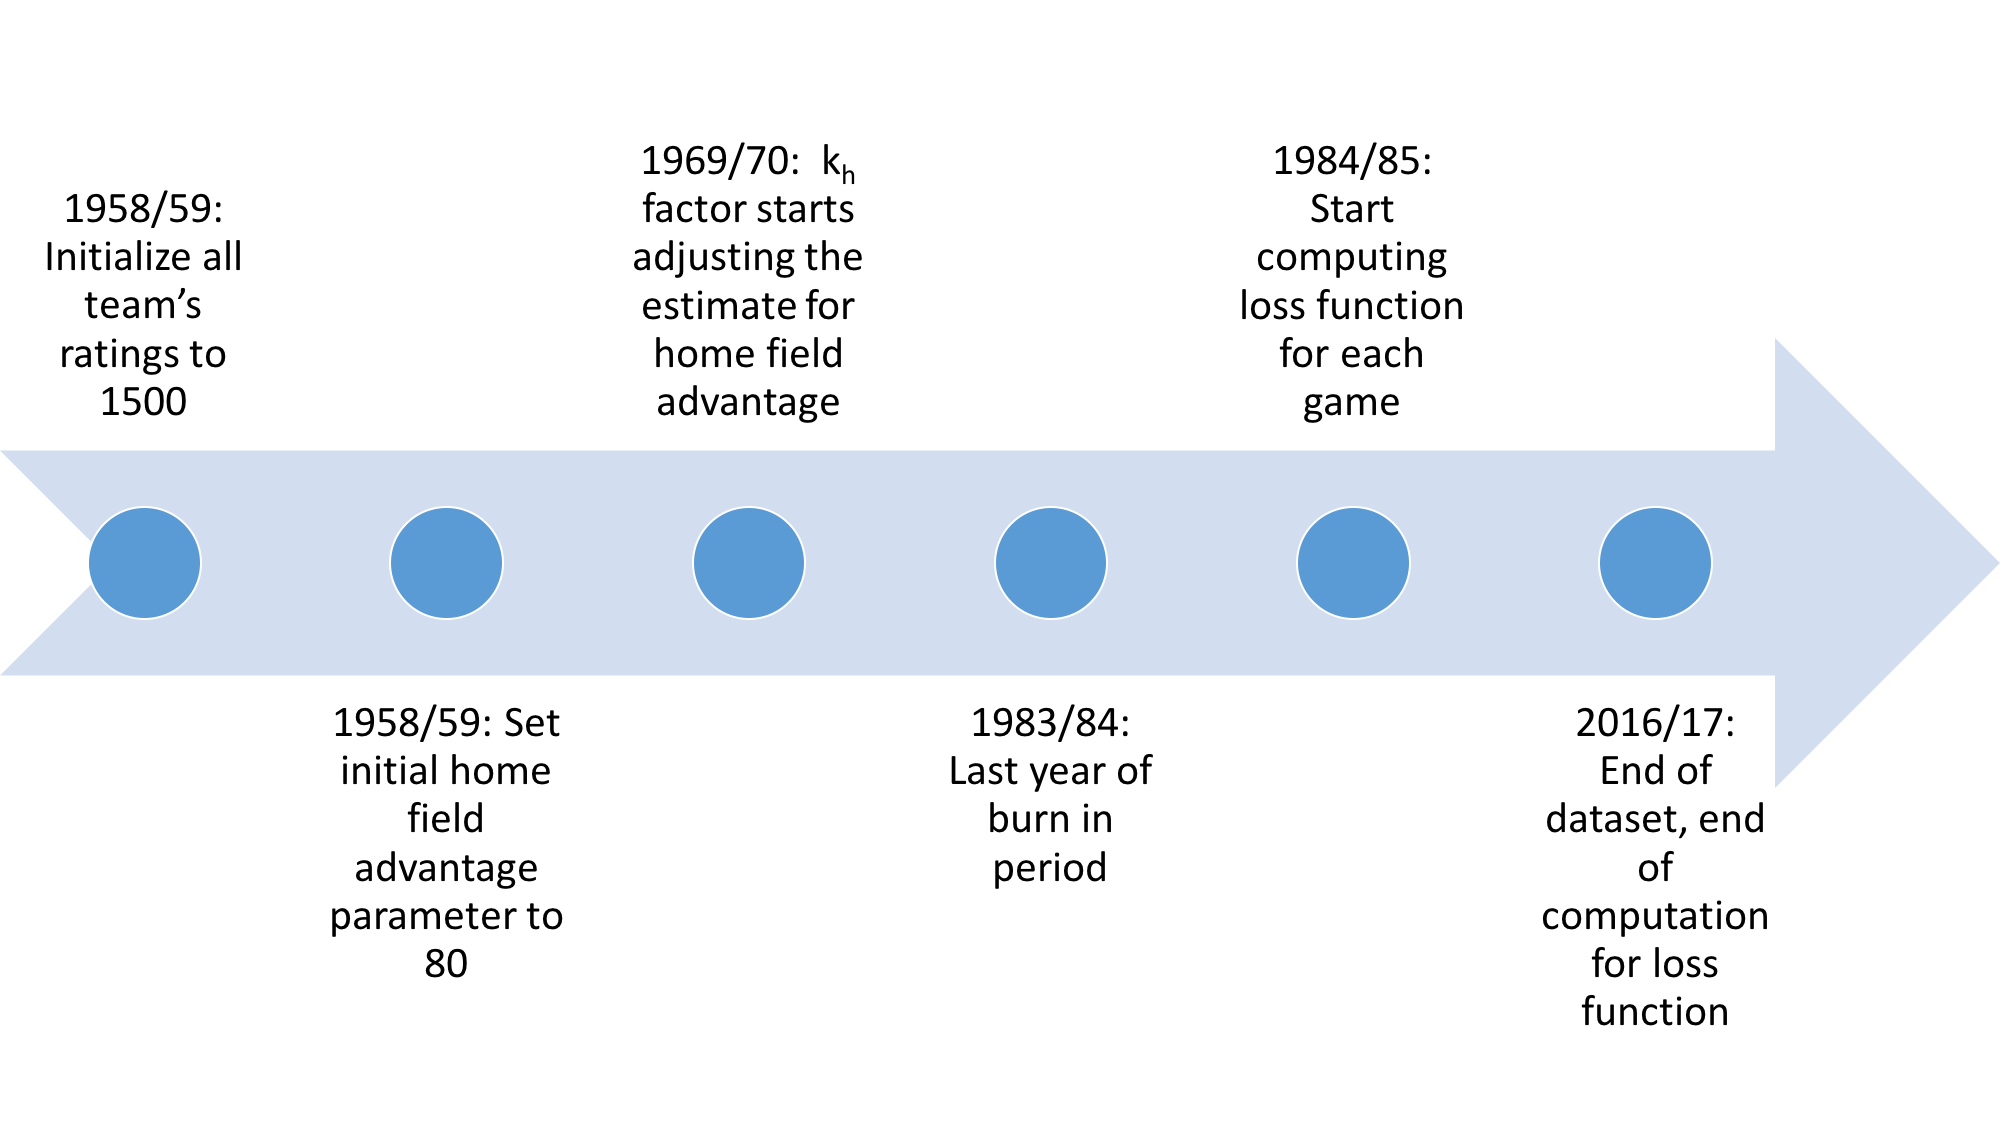 1958/59:
Initialize all
team’s
ratings to
1500
1958/59: Set
initial home
field
advantage
parameter to
80
1969/70:  kh
factor starts
adjusting the
estimate for
home field
advantage
1983/84:
Last year of
burn in
period
1984/85:
Start
computing
loss function
for each
game
2016/17:
End of
dataset, end
of
computation
for loss
function